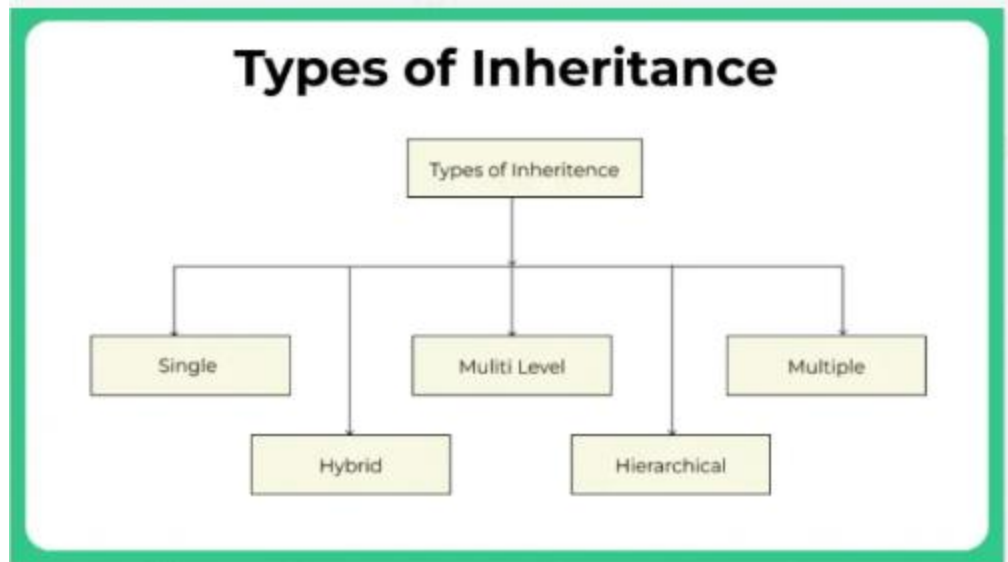 Types of Inheritance
Types of Inheritence
Single
Muliti Level
Multiple
Hybrid
Hierarchical